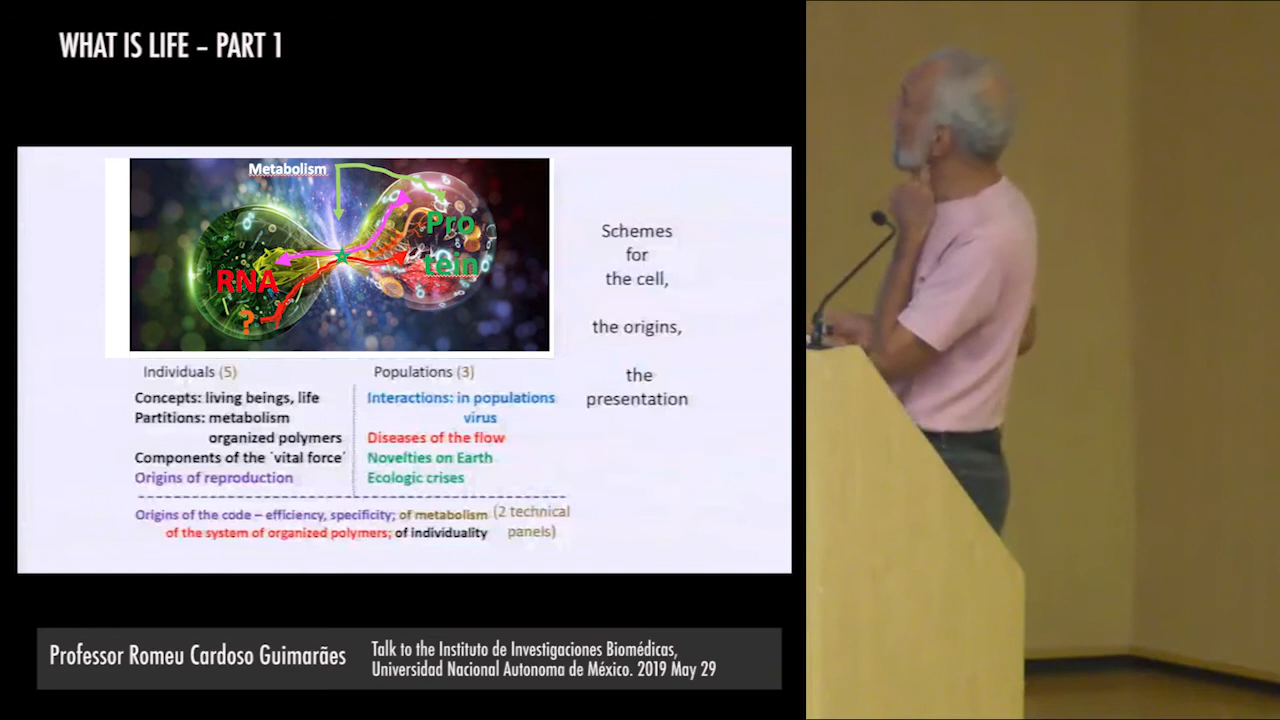 WHAT IS LIFE – PART 1
Metabolism
Pro
tein
RNA
?
Schemes
for
the cell,
the origins,
the
presentation
Individuals (5)
Concepts: living beings, life
Partitions: metabolism
organized polymers
Components of the ´vital force´
Origins of reproduction
Populations (3)
Interactions: in populations
virus
Diseases of the flow
Novelties on Earth
Ecologic crises
Origins of the code – efficiency, specificity; of metabolism (2 technical
of the system of organized polymers; of individuality panels)
Professor Romeu Cardoso Guimarães
Talk to the Instituto de Investigaciones Biomédicas,
Universidad Nacional Autonoma de México. 2019 May 29